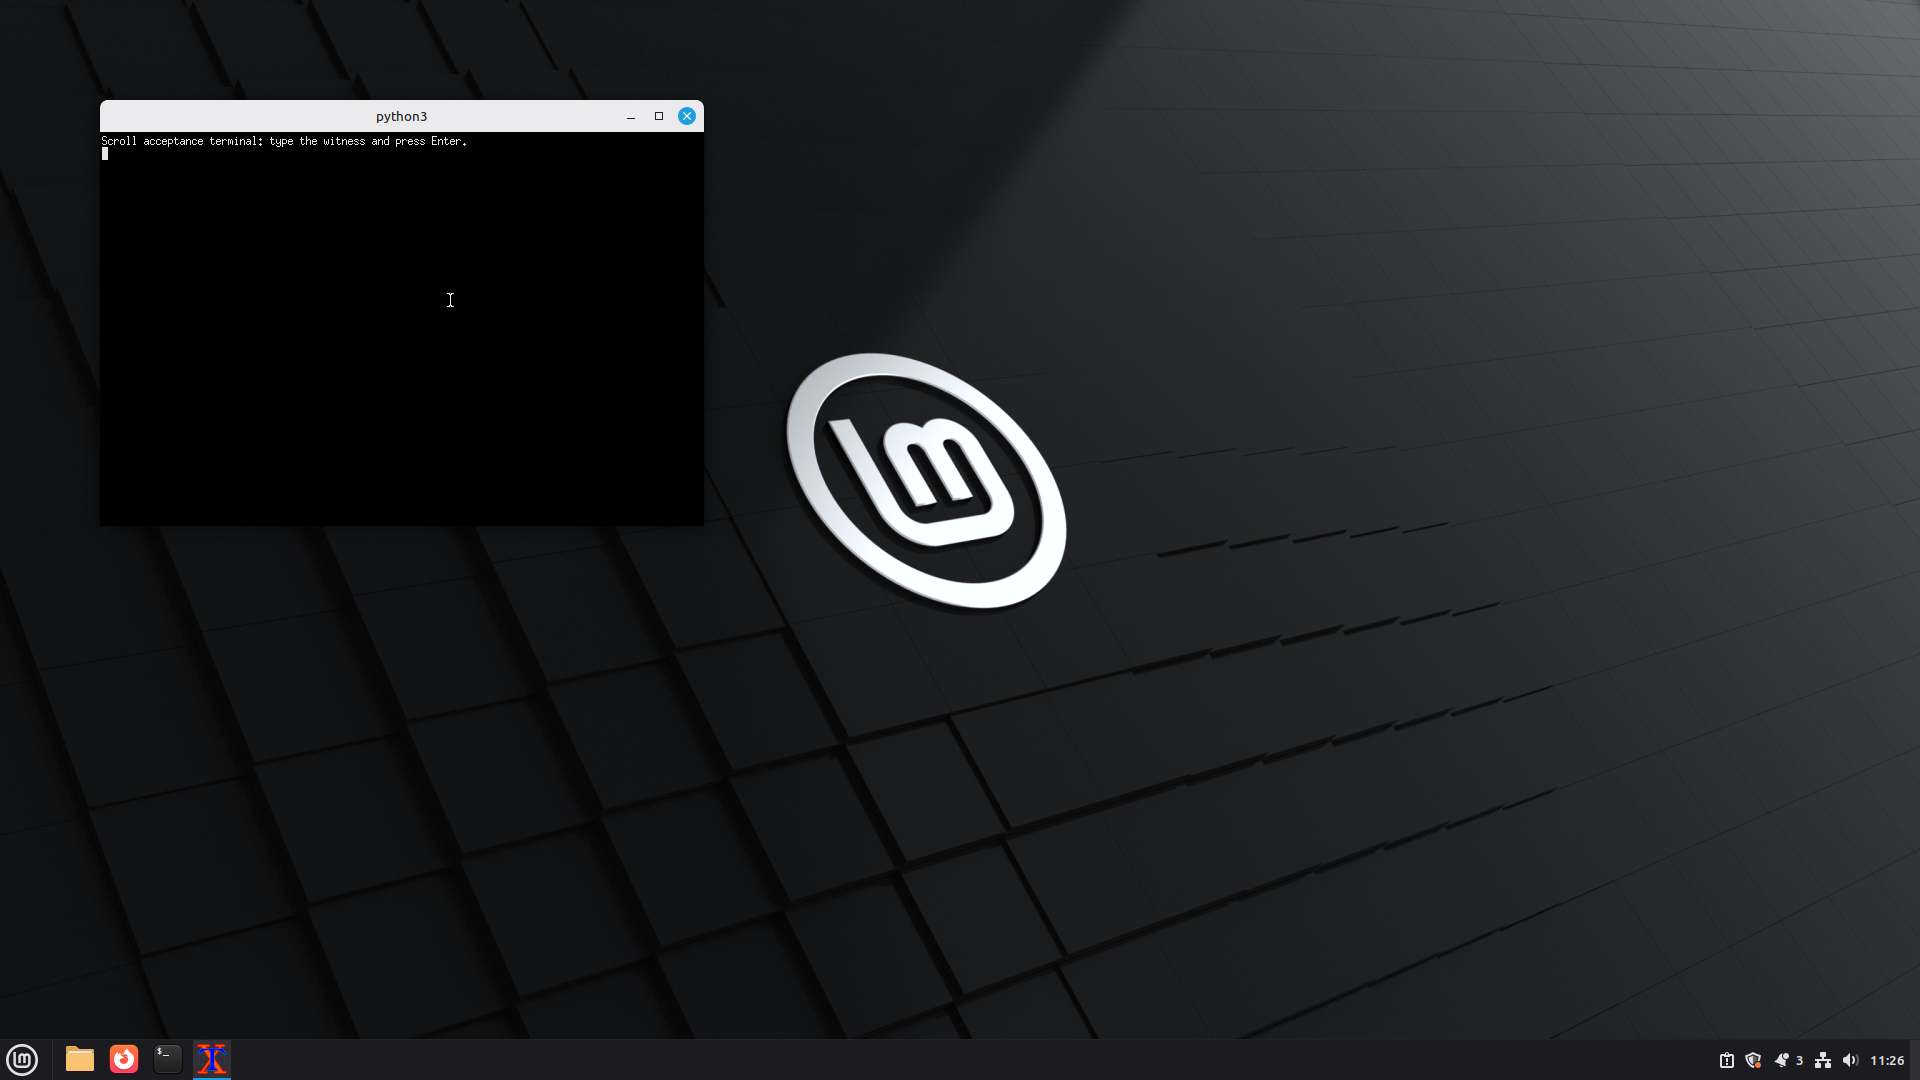 python3
Scroll acceptance terminal: type the witness and press Enter.
3
11:26